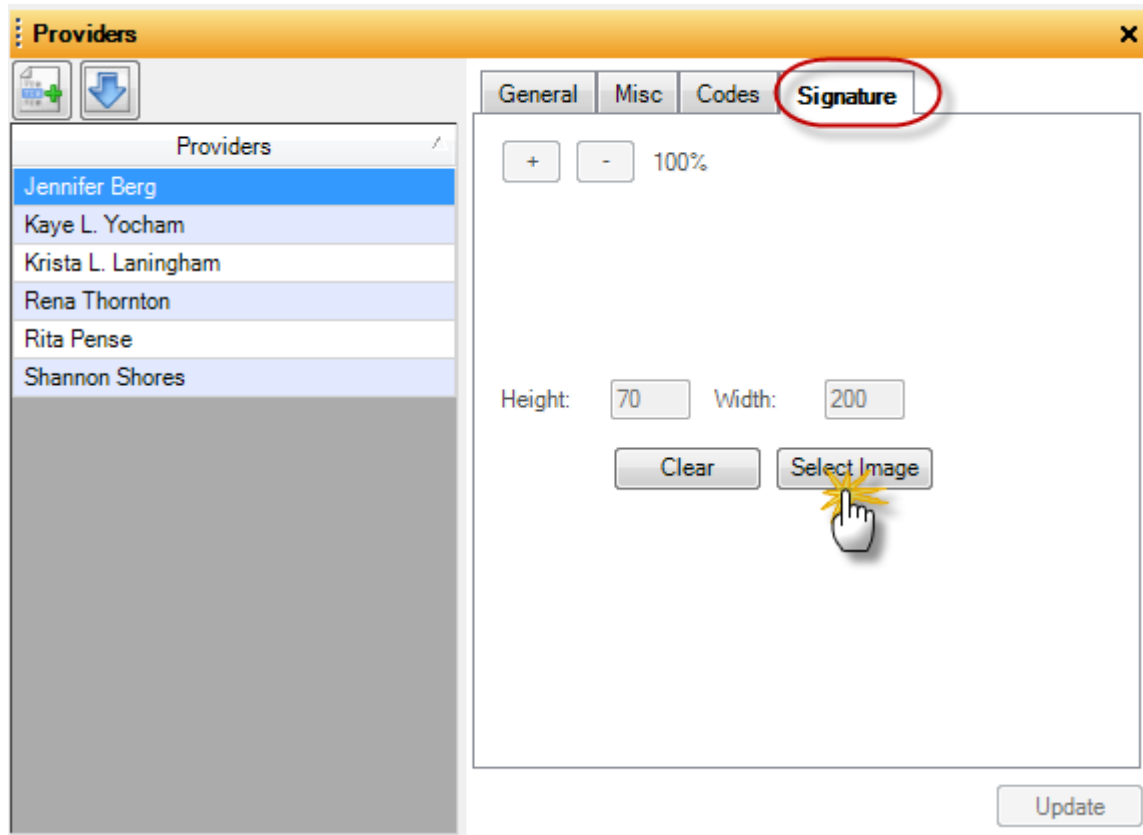 Providers
General Misc Codes Signature
Providers
Jennifer Berg
Kaye L. Yocham
Krista L. Laningham
Rena Thornton
Rita Pense
Shannon Shores
+ - 100%
Height: 70 Width: 200
Clear Select Image
Update